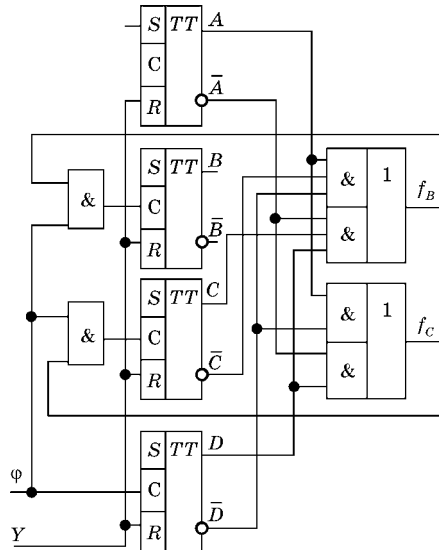 S TT A
C
R Ā
S TT B
& C
R B̄
& 1 f_B
&
S TT C
& C
R C̄
& 1 f_C
&
S TT D
φ C
Y R D̄